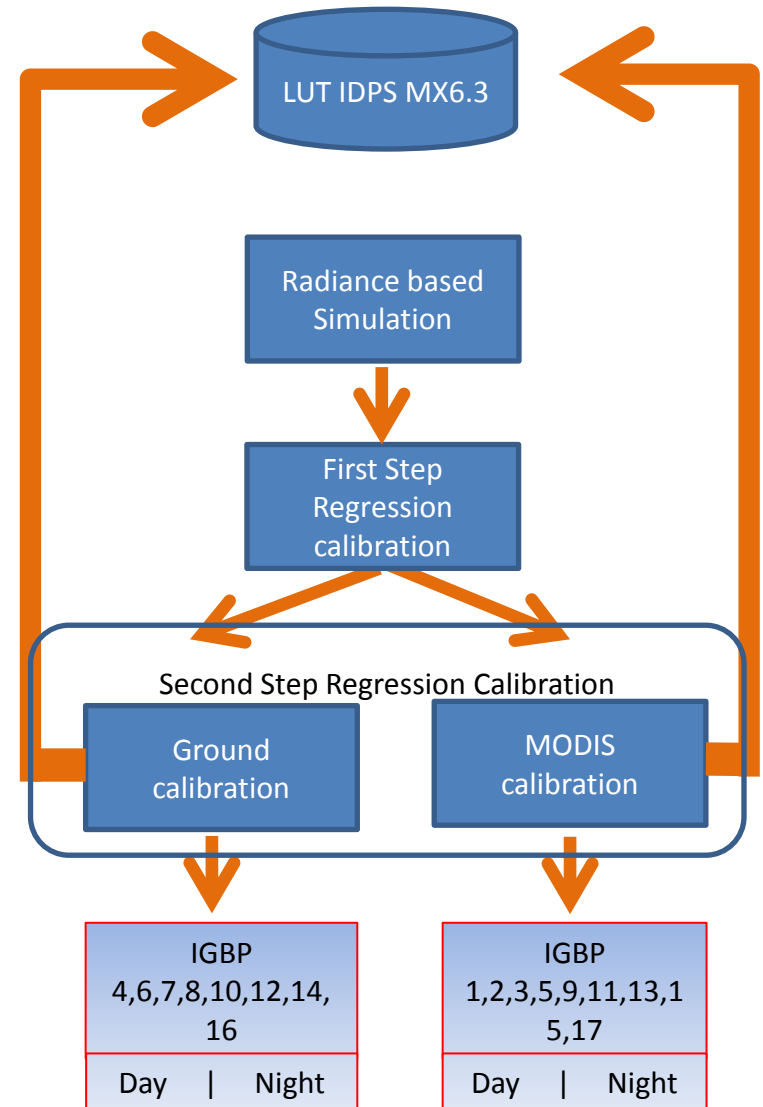 LUT IDPS MX6.3
Radiance based
Simulation
First Step
Regression
calibration
Second Step Regression Calibration
Ground
calibration
MODIS
calibration
IGBP
4,6,7,8,10,12,14,
16
Day | Night
IGBP
1,2,3,5,9,11,13,1
5,17
Day | Night